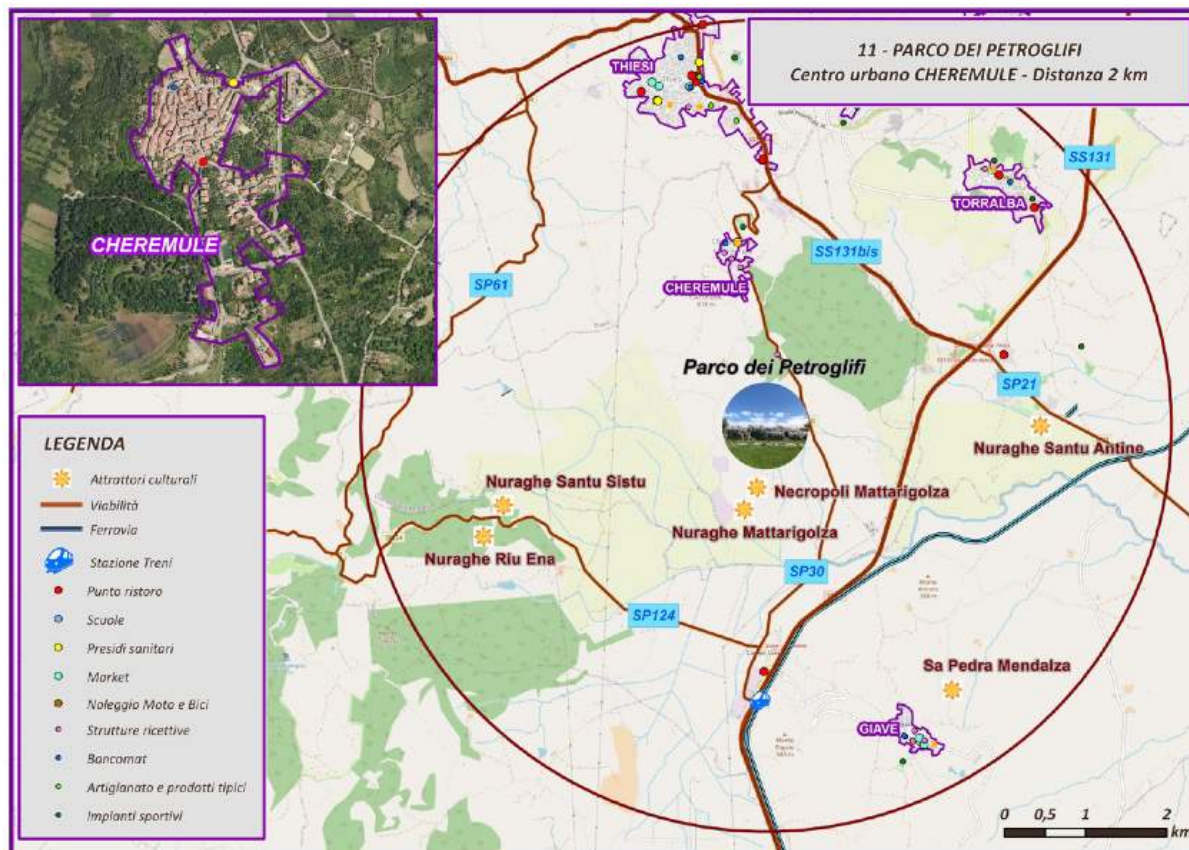 11 - PARCO DEI PETROGLIFI
Centro urbano CHEREMULE - Distanza 2 km
THIESI
CHEREMULE
SS131
TORRALBA
SP61
SS131bis
CHEREMULE
Parco dei Petroglifi
SP21
Nuraghe Santu Antine
LEGENDA
Attrattori culturali
Viabilità
Ferrovia
Stazione Treni
Punto ristoro
Scuole
Presidi sanitari
Market
Noleggio Moto e Bici
Strutture ricettive
Bancomat
Artigianato e prodotti tipici
Impianti sportivi
Nuraghe Santu Sistu
Necropoli Mattarigolza
Nuraghe Mattarigolza
Nuraghe Riu Ena
SP30
SP124
Sa Pedra Mendalza
GIAVE
0 0,5 1 2
km